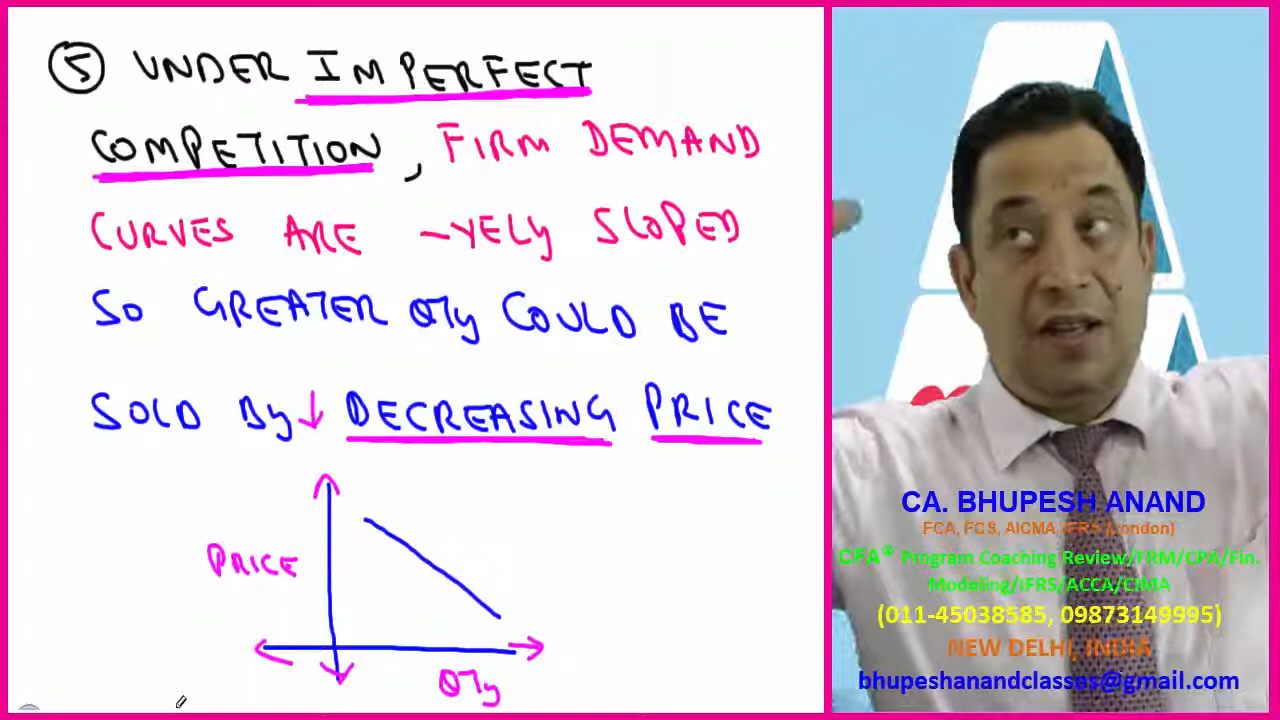 5 UNDER IMPERFECT
COMPETITION, FIRM DEMAND
CURVES ARE -VELY SLOPED
SO GREATER QTY COULD BE
SOLD BY ↓ DECREASING PRICE
PRICE
QTY
CA. BHUPESH ANAND
FCA, FCS, AICMA, IFRS (London)
CFA® Program Coaching Review/FRM/CPA/Fin.
Modeling/IFRS/ACCA/CIMA
(011-45038585, 09873149995)
NEW DELHI, INDIA
bhupeshanandclasses@gmail.com